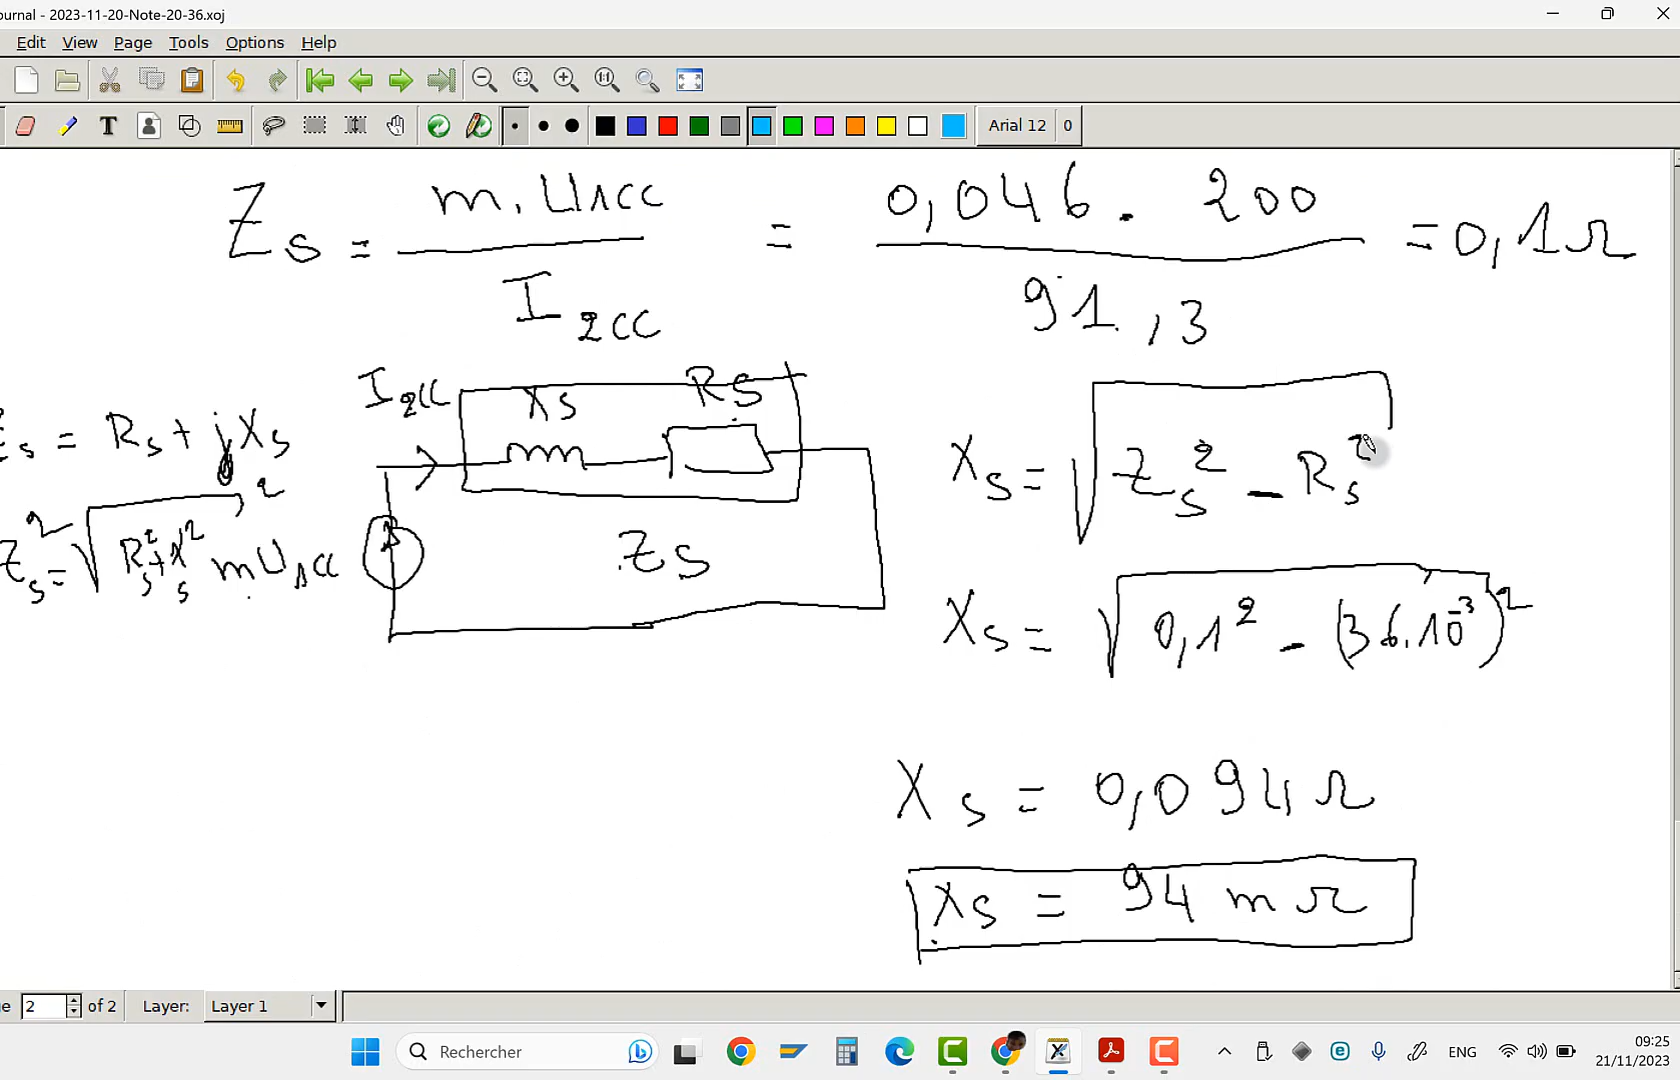 ournal - 2023-11-20-Note-20-36.xoj
Edit View Page Tools Options Help
Arial 12 0
Zs = m. U1cc / I2cc = 0,046 . 200 / 91,3 = 0,1Ω
I2cc Xs Rs
Zs = Rs + jXs
Xs = √(Zs² - Rs²)
Zs² = √(Rs² + Xs²)² mU1cc
Zs
Xs = √(0,1² - (36.10⁻³)²)
Xs = 0,094Ω
Xs = 94 mΩ
e 2 of 2 Layer: Layer 1
Rechercher
ENG
09:25
21/11/2023